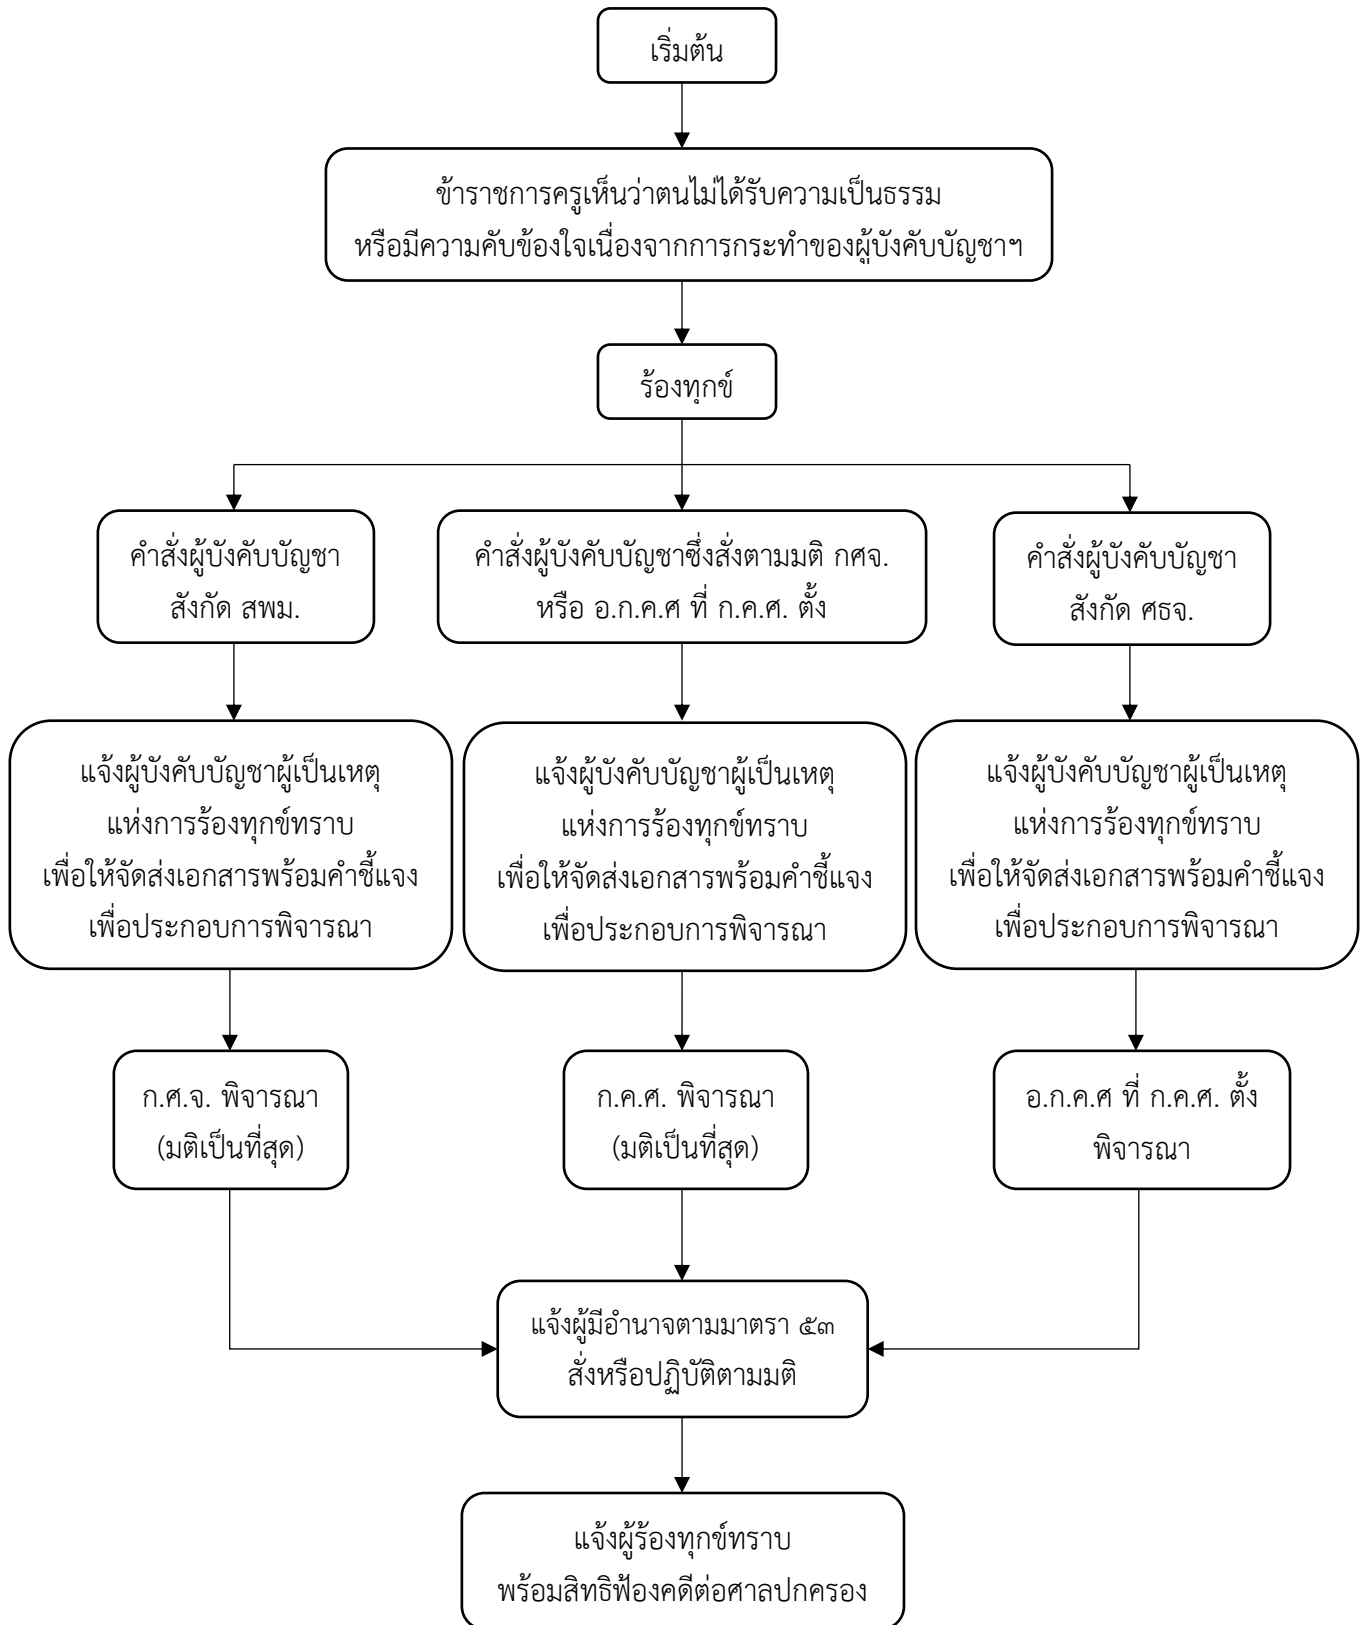 เริ่มต้น
ข้าราชการครูเห็นว่าตนไม่ได้รับความเป็นธรรม
หรือมีความคับข้องใจเนื่องจากการกระทำของผู้บังคับบัญชาฯ
ร้องทุกข์
คำสั่งผู้บังคับบัญชา
สังกัด สพม.
คำสั่งผู้บังคับบัญชาซึ่งสั่งตามมติ กศจ.
หรือ อ.ก.ค.ศ ที่ ก.ค.ศ. ตั้ง
คำสั่งผู้บังคับบัญชา
สังกัด ศธจ.
แจ้งผู้บังคับบัญชาผู้เป็นเหตุ
แห่งการร้องทุกข์ทราบ
เพื่อให้จัดส่งเอกสารพร้อมคำชี้แจง
เพื่อประกอบการพิจารณา
แจ้งผู้บังคับบัญชาผู้เป็นเหตุ
แห่งการร้องทุกข์ทราบ
เพื่อให้จัดส่งเอกสารพร้อมคำชี้แจง
เพื่อประกอบการพิจารณา
แจ้งผู้บังคับบัญชาผู้เป็นเหตุ
แห่งการร้องทุกข์ทราบ
เพื่อให้จัดส่งเอกสารพร้อมคำชี้แจง
เพื่อประกอบการพิจารณา
ก.ศ.จ. พิจารณา
(มติเป็นที่สุด)
ก.ค.ศ. พิจารณา
(มติเป็นที่สุด)
อ.ก.ค.ศ ที่ ก.ค.ศ. ตั้ง
พิจารณา
แจ้งผู้มีอำนาจตามมาตรา ๕๓
สั่งหรือปฏิบัติตามมติ
แจ้งผู้ร้องทุกข์ทราบ
พร้อมสิทธิฟ้องคดีต่อศาลปกครอง